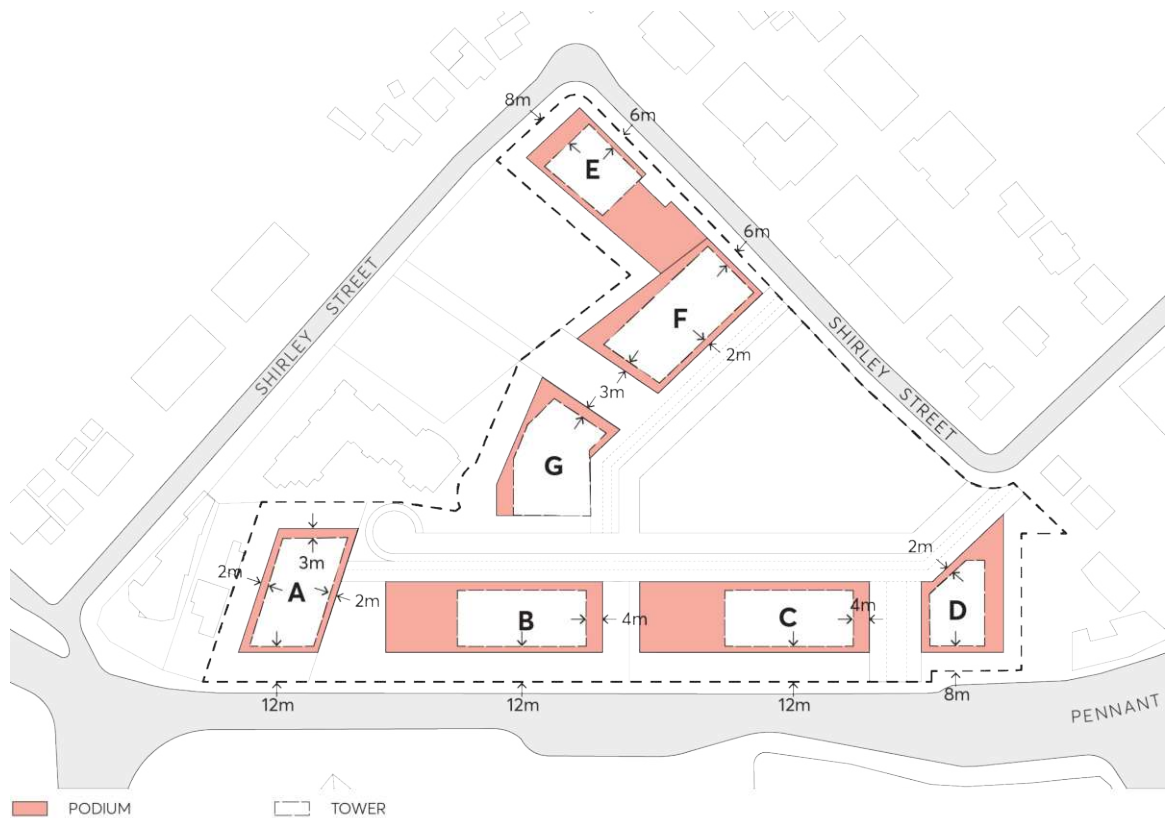 8m
6m
E
6m
SHIRLEY STREET
F
SHIRLEY STREET
2m
3m
G
2m
3m
2m
A
2m
B
4m
C
4m
D
12m
12m
12m
8m
PENNANT
PODIUM
TOWER